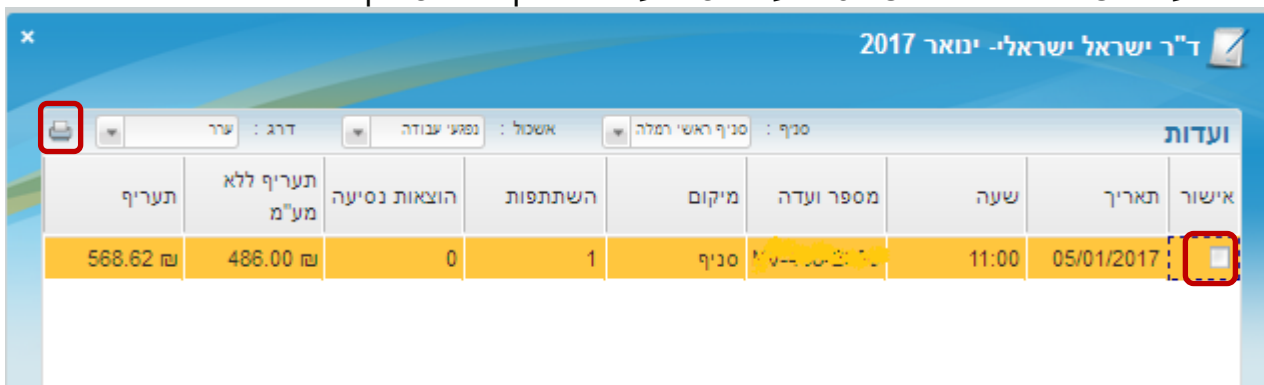 ד"ר ישראל ישראלי- ינואר 2017
ועדות סניף : סניף ראשי רמלה אשכול : נפגעי עבודה דרג : ערר
אישור תאריך שעה מספר ועדה מיקום השתתפות הוצאות נסיעה תעריף ללא מע"מ תעריף
05/01/2017 11:00 סניף 1 0 486.00 ₪ 568.62 ₪